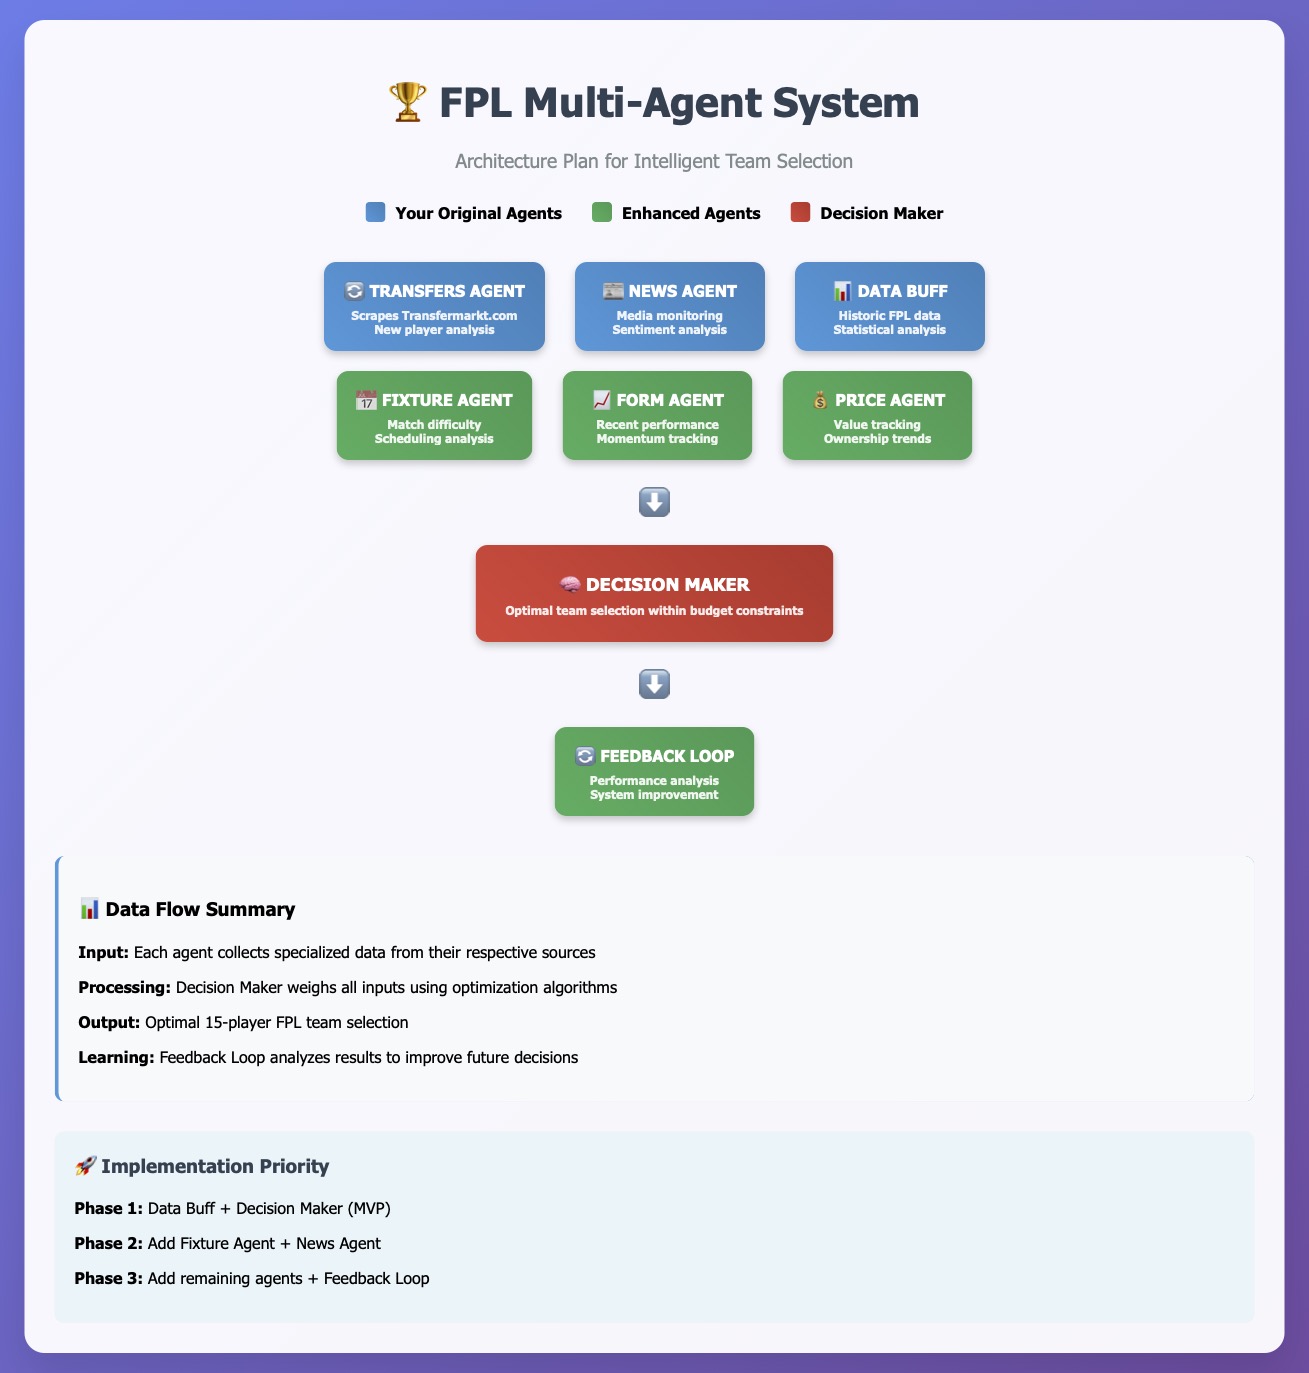 🏆 FPL Multi-Agent System
Architecture Plan for Intelligent Team Selection
Your Original Agents
Enhanced Agents
Decision Maker
🔄 TRANSFERS AGENT
Scrapes Transfermarkt.com
New player analysis
📰 NEWS AGENT
Media monitoring
Sentiment analysis
📊 DATA BUFF
Historic FPL data
Statistical analysis
📅 FIXTURE AGENT
Match difficulty
Scheduling analysis
📈 FORM AGENT
Recent performance
Momentum tracking
💰 PRICE AGENT
Value tracking
Ownership trends
⬇️
🧠 DECISION MAKER
Optimal team selection within budget constraints
⬇️
🔄 FEEDBACK LOOP
Performance analysis
System improvement
📊 Data Flow Summary
Input: Each agent collects specialized data from their respective sources
Processing: Decision Maker weighs all inputs using optimization algorithms
Output: Optimal 15-player FPL team selection
Learning: Feedback Loop analyzes results to improve future decisions
🚀 Implementation Priority
Phase 1: Data Buff + Decision Maker (MVP)
Phase 2: Add Fixture Agent + News Agent
Phase 3: Add remaining agents + Feedback Loop